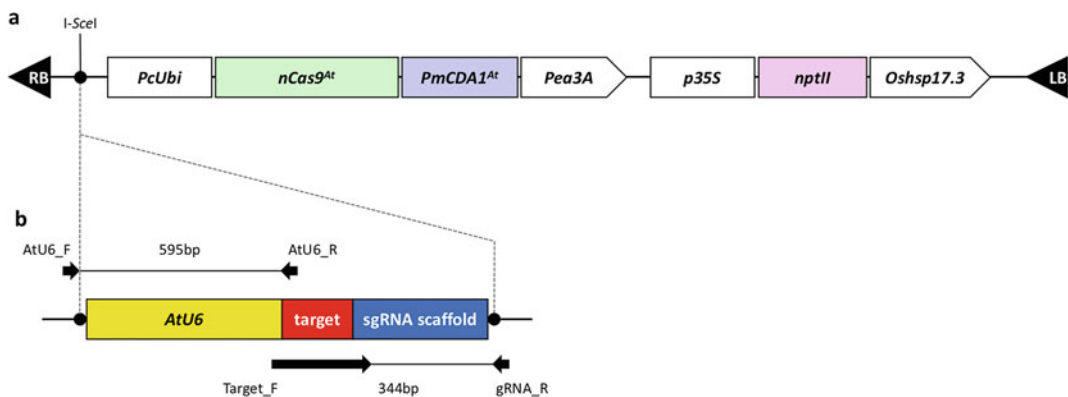 a
I-SceI
RB PcUbi nCas9At PmCDA1At Pea3A p35S nptII Oshsp17.3 LB
b
AtU6_F 595bp AtU6_R
AtU6 target sgRNA scaffold
Target_F 344bp gRNA_R